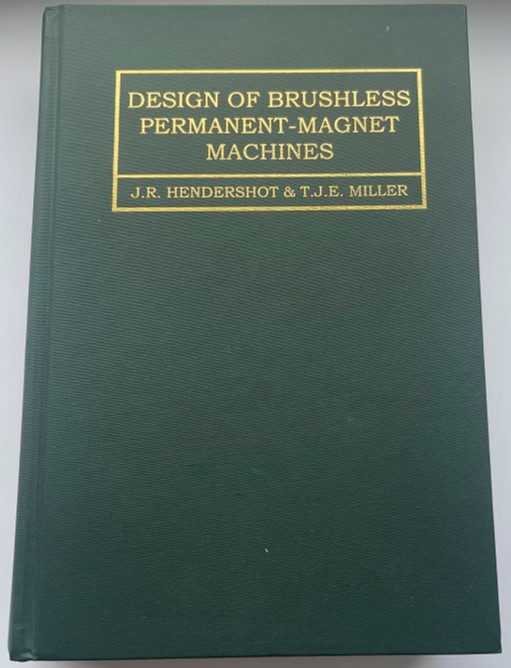 DESIGN OF BRUSHLESS
PERMANENT-MAGNET
MACHINES
J.R. HENDERSHOT & T.J.E. MILLER